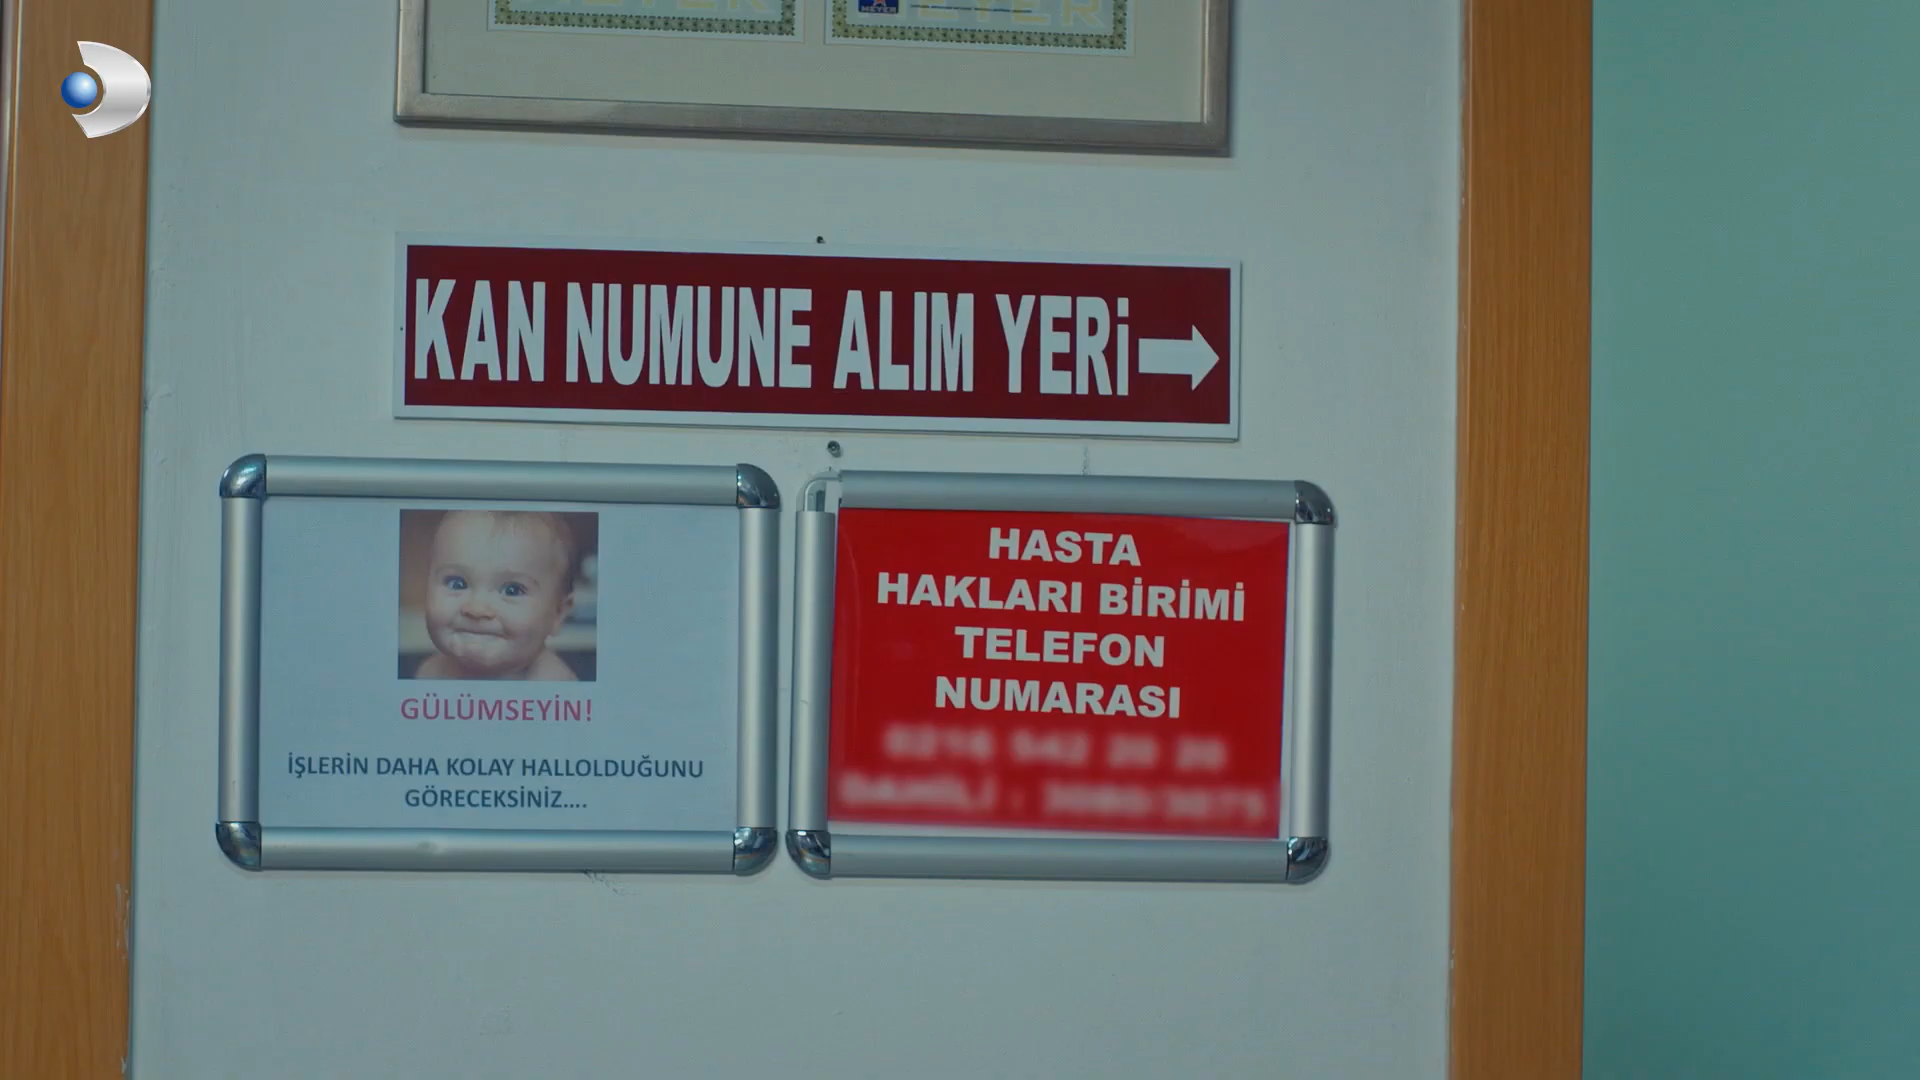 KAN NUMUNE ALIM YERİ
GÜLÜMSEYİN!
İŞLERİN DAHA KOLAY HALLOLDUĞUNU
GÖRECEKSİNİZ....
HASTA
HAKLARI BİRİMİ
TELEFON
NUMARASI